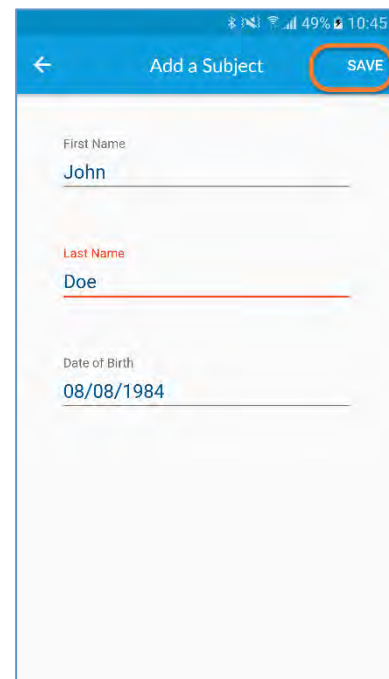 49% 10:45
Add a Subject SAVE
First Name
John
Last Name
Doe
Date of Birth
08/08/1984